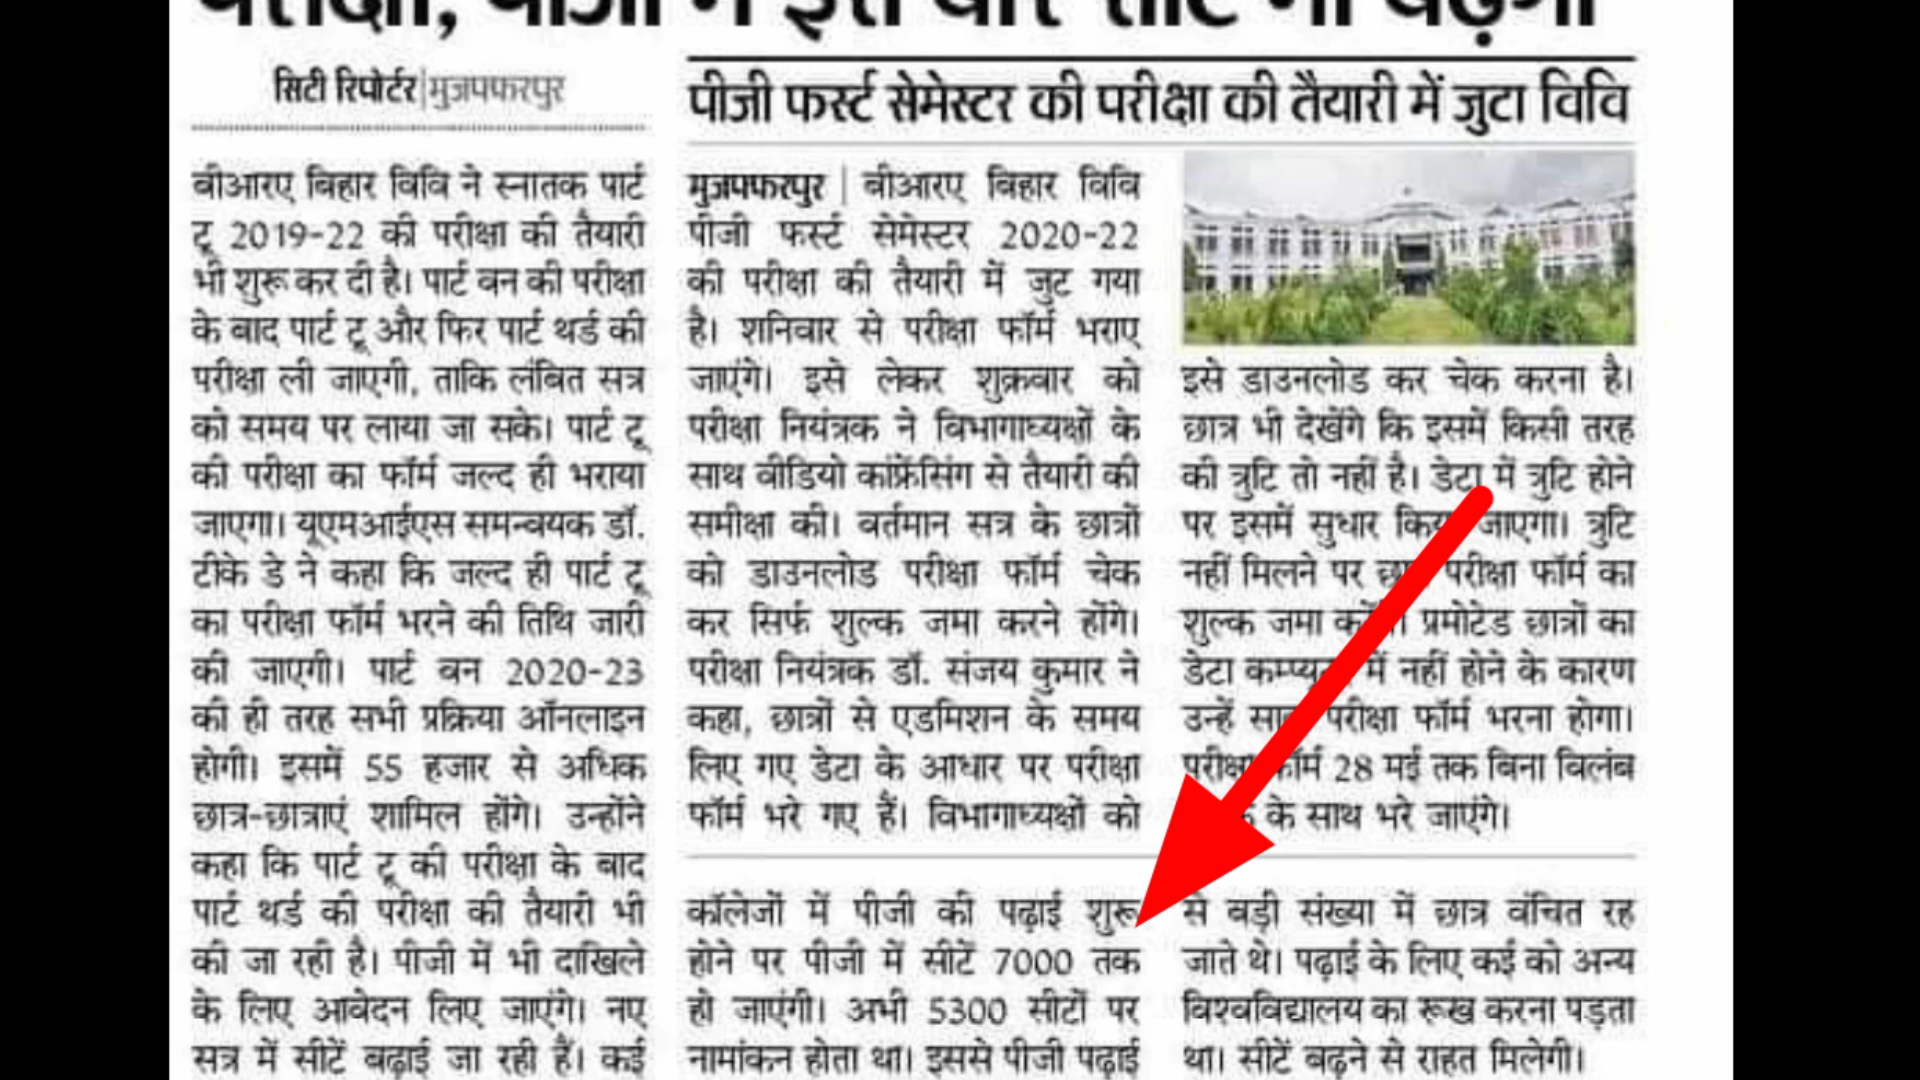 सिटी रिपोर्टर|मुजफ्फरपुर
बीआरए बिहार विवि ने स्नातक पार्ट
टू 2019-22 की परीक्षा की तैयारी
भी शुरू कर दी है। पार्ट वन की परीक्षा
के बाद पार्ट टू और फिर पार्ट थर्ड की
परीक्षा ली जाएगी, ताकि लंबित सत्र
को समय पर लाया जा सके। पार्ट टू
की परीक्षा का फॉर्म जल्द ही भराया
जाएगा। यूएमआईएस समन्वयक डॉ.
टीके डे ने कहा कि जल्द ही पार्ट टू
का परीक्षा फॉर्म भरने की तिथि जारी
की जाएगी। पार्ट वन 2020-23
की ही तरह सभी प्रक्रिया ऑनलाइन
होगी। इसमें 55 हजार से अधिक
छात्र-छात्राएं शामिल होंगे। उन्होंने
कहा कि पार्ट टू की परीक्षा के बाद
पार्ट थर्ड की परीक्षा की तैयारी भी
की जा रही है। पीजी में भी दाखिले
के लिए आवेदन लिए जाएंगे। नए
सत्र में सीटें बढ़ाई जा रही हैं। कई
पीजी फर्स्ट सेमेस्टर की परीक्षा की तैयारी में जुटा विवि
मुजफ्फरपुर | बीआरए बिहार विवि
पीजी फर्स्ट सेमेस्टर 2020-22
की परीक्षा की तैयारी में जुट गया
है। शनिवार से परीक्षा फॉर्म भराए
जाएंगे। इसे लेकर शुक्रवार को
परीक्षा नियंत्रक ने विभागाध्यक्षों के
साथ वीडियो कांफ्रेंसिंग से तैयारी की
समीक्षा की। वर्तमान सत्र के छात्रों
को डाउनलोड परीक्षा फॉर्म चेक
कर सिर्फ शुल्क जमा करने होंगे।
परीक्षा नियंत्रक डॉ. संजय कुमार ने
कहा, छात्रों से एडमिशन के समय
लिए गए डेटा के आधार पर परीक्षा
फॉर्म भरे गए हैं। विभागाध्यक्षों को
इसे डाउनलोड कर चेक करना है।
छात्र भी देखेंगे कि इसमें किसी तरह
की त्रुटि तो नहीं है। डेटा में त्रुटि होने
पर इसमें सुधार किया जाएगा। त्रुटि
नहीं मिलने पर परीक्षा फॉर्म का
शुल्क जमा प्रमोटेड छात्रों का
डेटा में नहीं होने के कारण
उन्हें परीक्षा फॉर्म भरना होगा।
परीक्षा फॉर्म 28 मई तक बिना विलंब
के साथ भरे जाएंगे।
कॉलेजों में पीजी की पढ़ाई शुरू
होने पर पीजी में सीटें 7000 तक
हो जाएंगी। अभी 5300 सीटों पर
नामांकन होता था। इससे पीजी पढ़ाई
से बड़ी संख्या में छात्र वंचित रह
जाते थे। पढ़ाई के लिए कई को अन्य
विश्वविद्यालय का रूख करना पड़ता
था। सीटें बढ़ने से राहत मिलेगी।